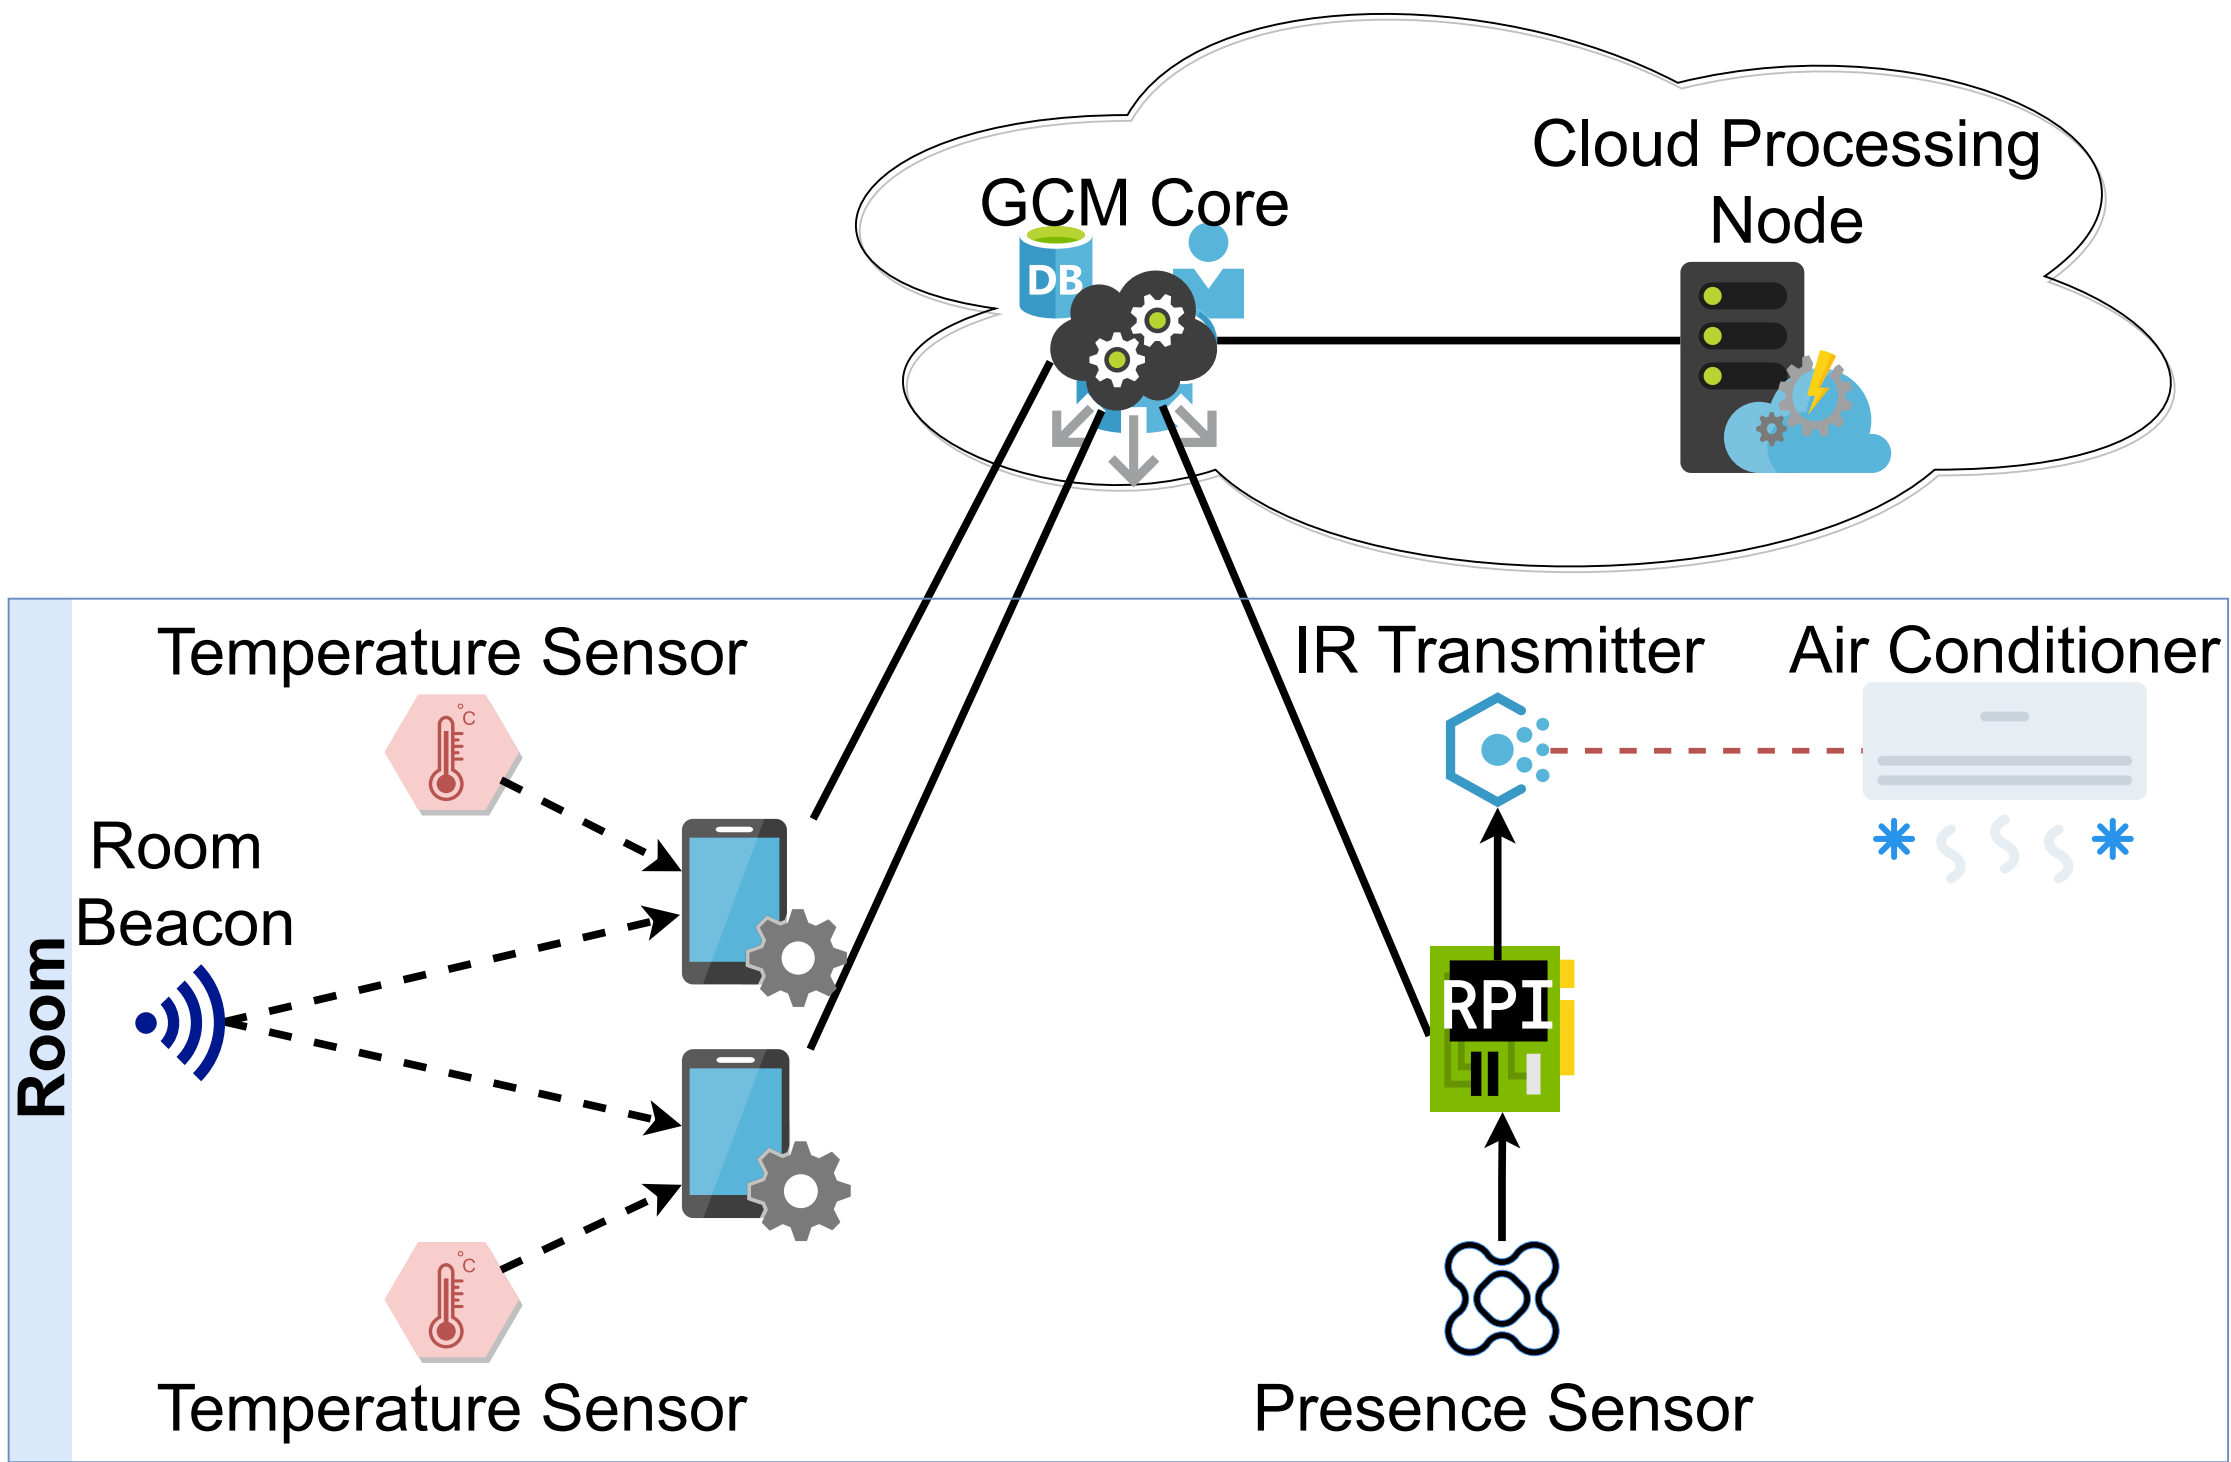 Cloud Processing
Node
GCM Core
DB
Temperature Sensor
IR Transmitter
Air Conditioner
°C
Room
Beacon
Room
RPI
°C
Temperature Sensor
Presence Sensor